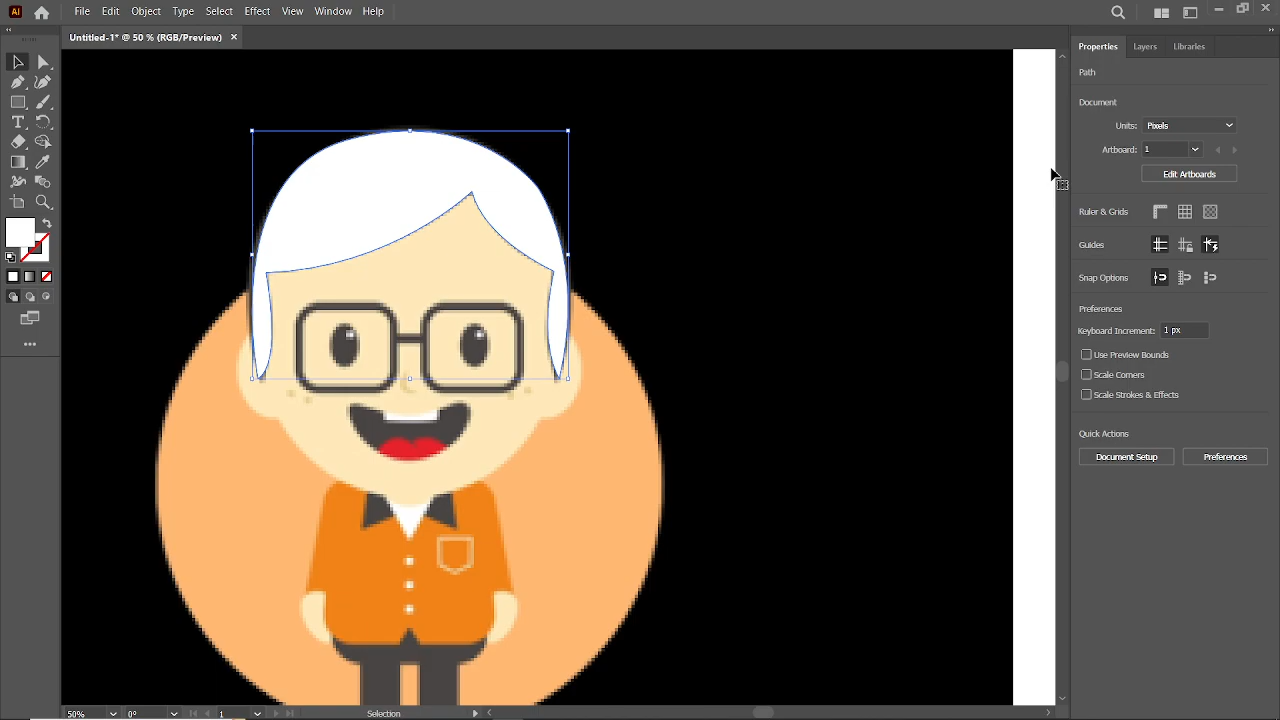 Ai File Edit Object Type Select Effect View Window Help
Untitled-1* @ 50 % (RGB/Preview) ×
Properties Layers Libraries
Path
Document
Units: Pixels
Artboard: 1
Edit Artboards
Ruler & Grids
Guides
Snap Options
Preferences
Keyboard Increment: 1 px
Use Preview Bounds
Scale Corners
Scale Strokes & Effects
Quick Actions
Document Setup Preferences
50% 0° 1 Selection